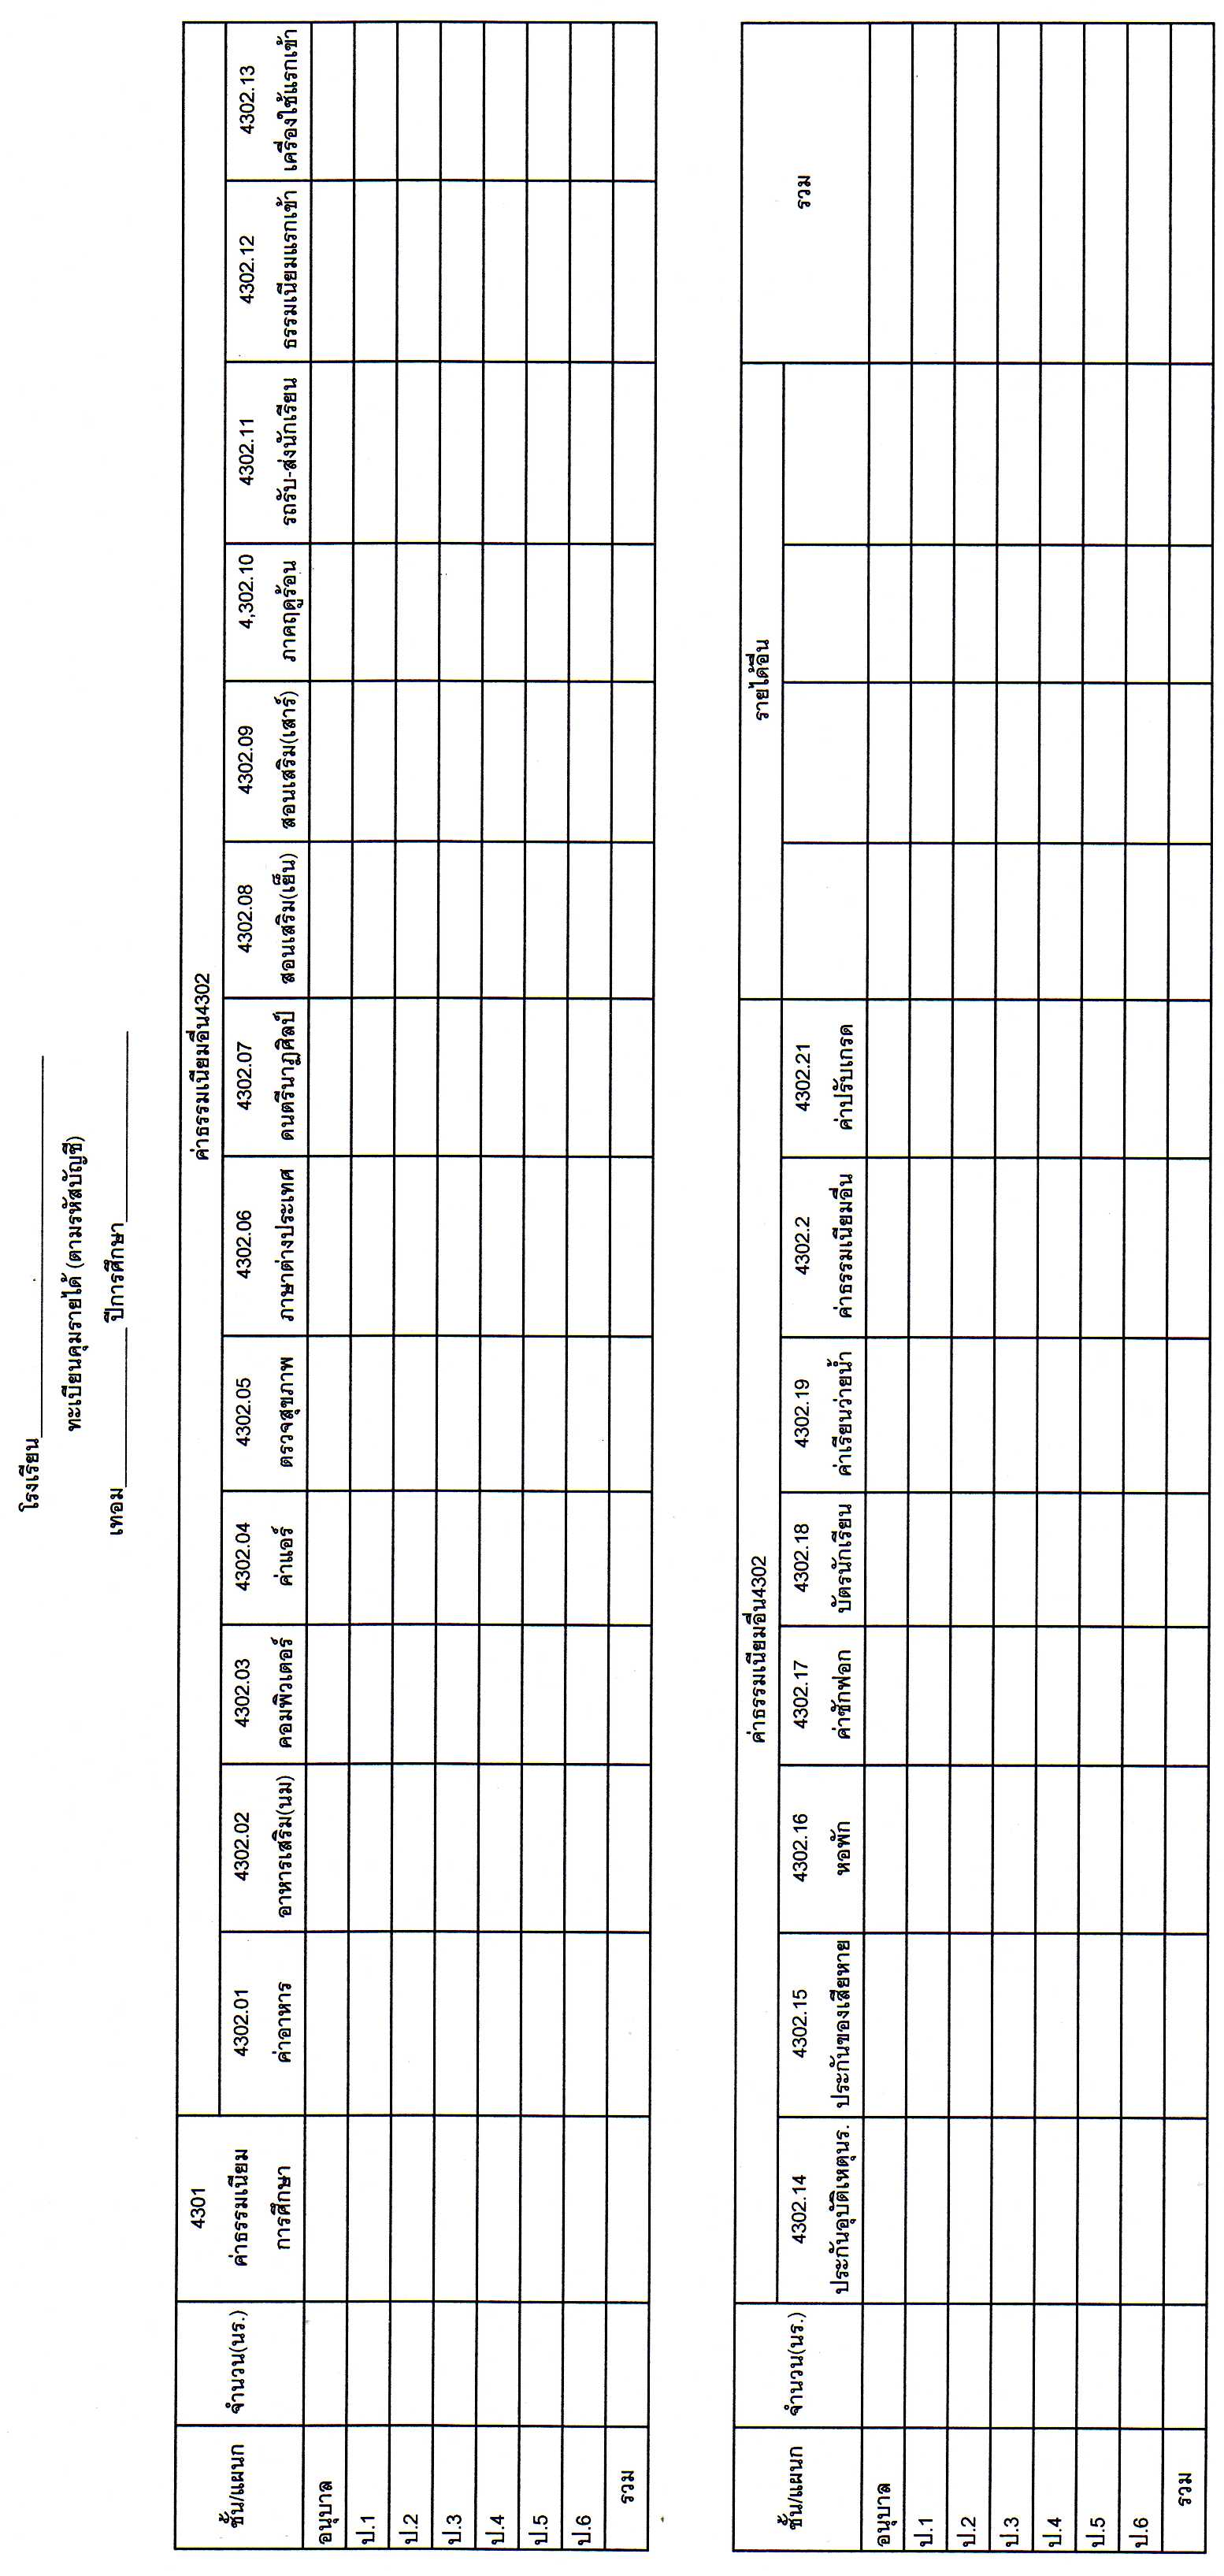 โรงเรียน
ทะเบียนคุมรายได้ (ตามรหัสบัญชี)
เทอม ปีการศึกษา
ชั้น/แผนก จำนวน(นร.) 4301 ค่าธรรมเนียมอื่น4302
ค่าธรรมเนียม 4302.01 4302.02 4302.03 4302.04 4302.05 4302.06 4302.07 4302.08 4302.09 4,302.10 4302.11 4302.12 4302.13
การศึกษา ค่าอาหาร อาหารเสริม(นม) คอมพิวเตอร์ ค่าแอร์ ตรวจสุขภาพ ภาษาต่างประเทศ ดนตรีนาฏศิลป์ สอนเสริม(เย็น) สอนเสริม(เสาร์) ภาคฤดูร้อน รถรับ-ส่งนักเรียน ธรรมเนียมแรกเข้า เครื่องใช้แรกเข้า
อนุบาล
ป.1
ป.2
ป.3
ป.4
ป.5
ป.6
รวม
ชั้น/แผนก จำนวน(นร.) ค่าธรรมเนียมอื่น4302 รายได้อื่น รวม
4302.14 4302.15 4302.16 4302.17 4302.18 4302.19 4302.2 4302.21
ประกันอุบัติเหตุนร. ประกันของเสียหาย หอพัก ค่าซักฟอก บัตรนักเรียน ค่าเรียนว่ายน้ำ ค่าธรรมเนียมอื่น ค่าปรับเกรด
อนุบาล
ป.1
ป.2
ป.3
ป.4
ป.5
ป.6
รวม